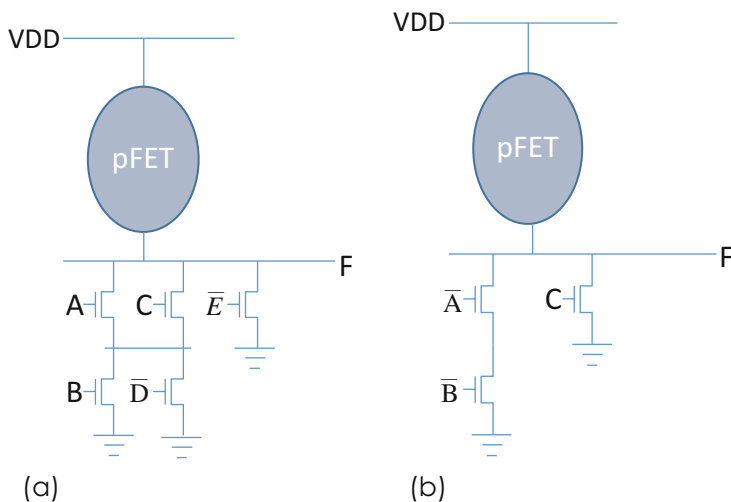 VDD
pFET
F
A C E̅
B D̅
(a)
VDD
pFET
F
A̅ C
B̅
(b)